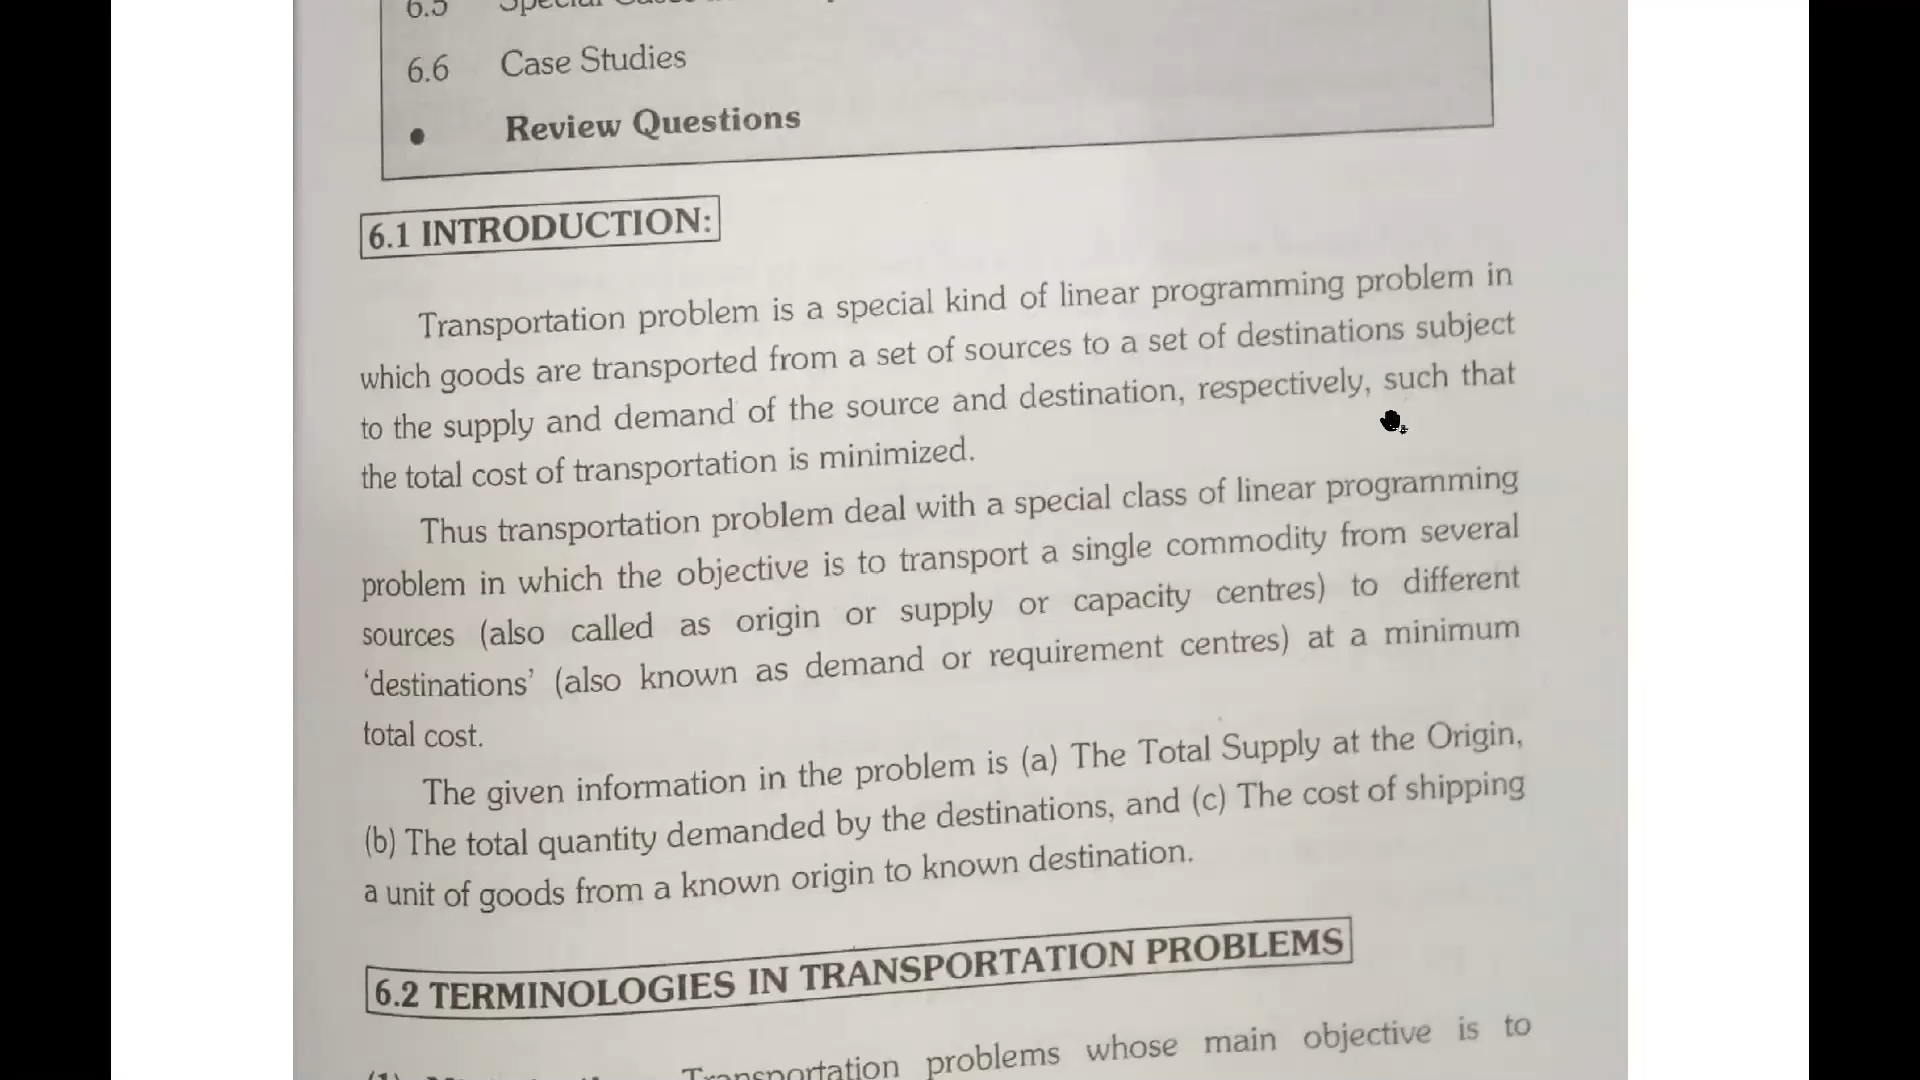 6.5 Special
6.6 Case Studies
• Review Questions
6.1 INTRODUCTION:
Transportation problem is a special kind of linear programming problem in
which goods are transported from a set of sources to a set of destinations subject
to the supply and demand of the source and destination, respectively, such that
the total cost of transportation is minimized.
Thus transportation problem deal with a special class of linear programming
problem in which the objective is to transport a single commodity from several
sources (also called as origin or supply or capacity centres) to different
‘destinations’ (also known as demand or requirement centres) at a minimum
total cost.
The given information in the problem is (a) The Total Supply at the Origin,
(b) The total quantity demanded by the destinations, and (c) The cost of shipping
a unit of goods from a known origin to known destination.
6.2 TERMINOLOGIES IN TRANSPORTATION PROBLEMS
Transportation problems whose main objective is to